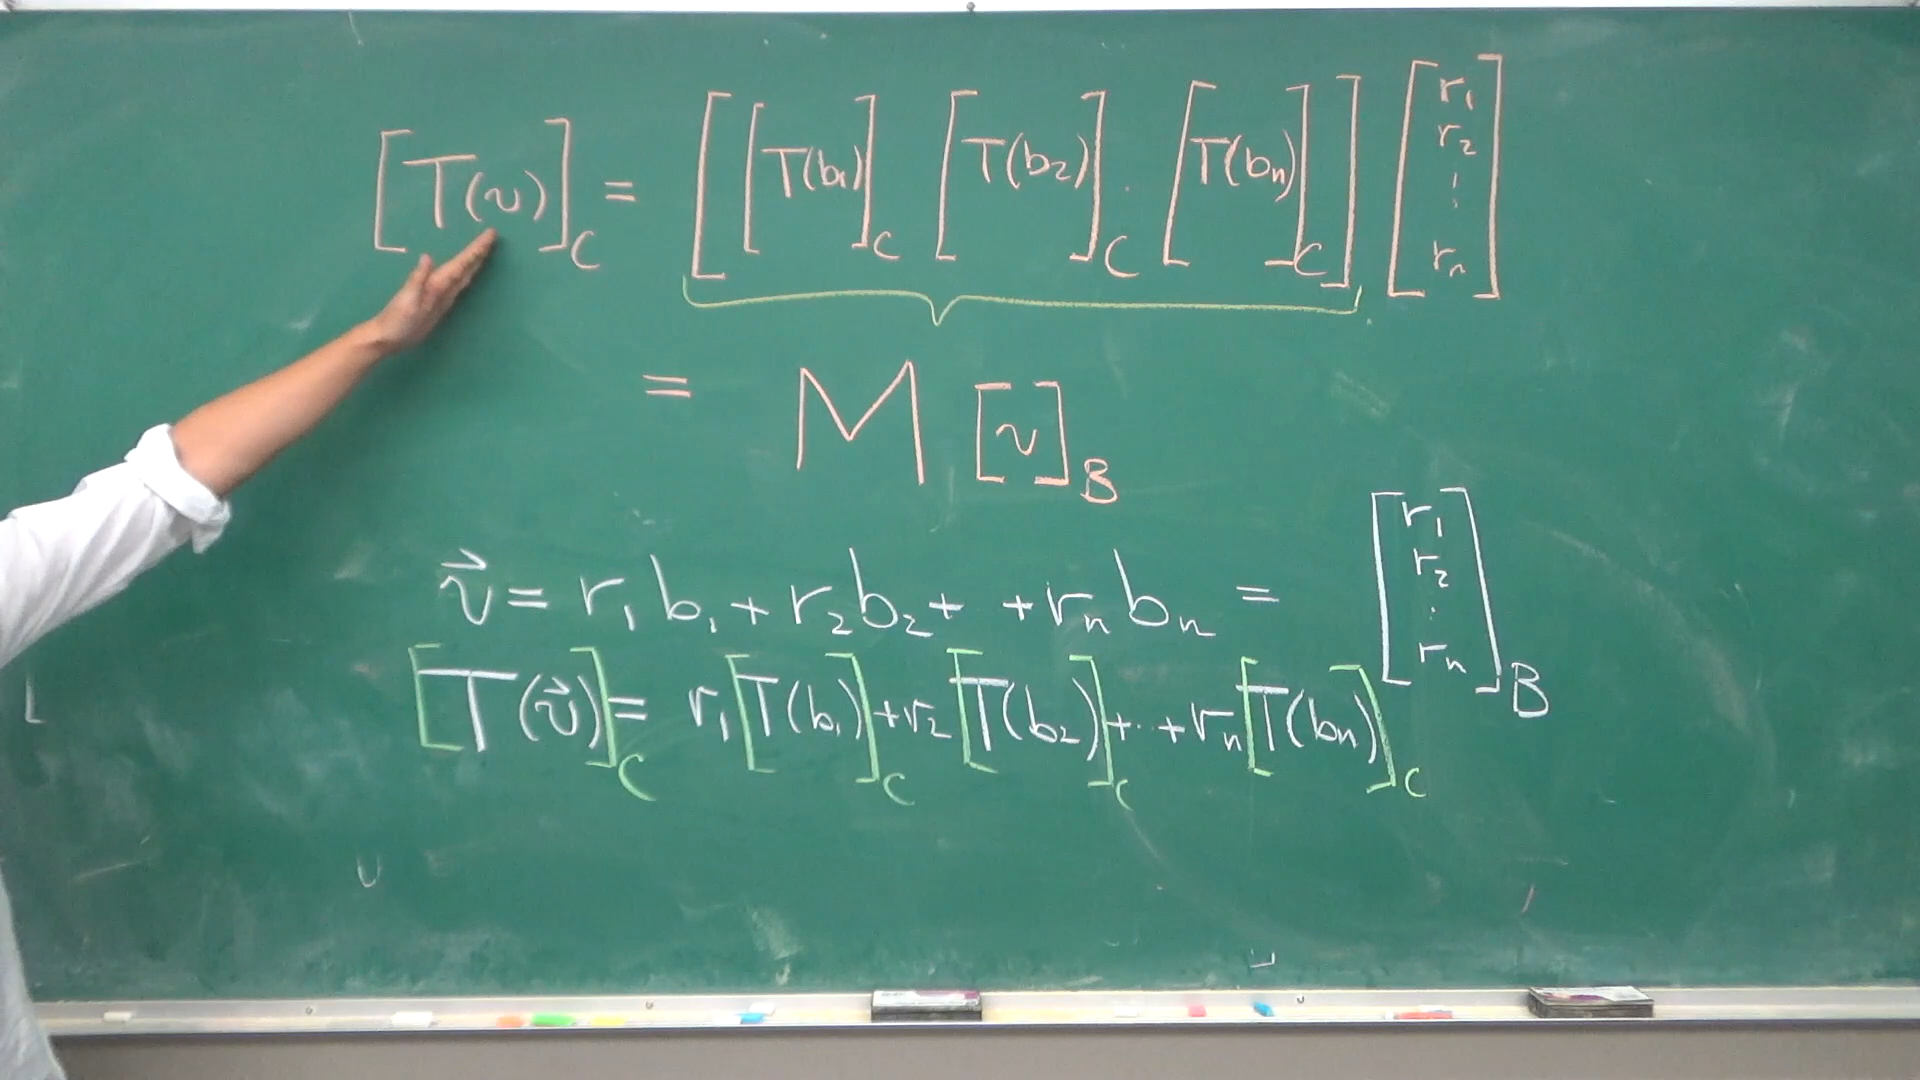 [T(v)]_C = [[T(b₁)]_C [T(b₂)]_C . [T(bₙ)]_C] [r₁ r₂ ⋮ rₙ]
= M [v]_B
v⃗ = r₁b₁ + r₂b₂ + + rₙbₙ = [r₁ r₂ ⋮ rₙ]_B
[T(v⃗)]_C = r₁[T(b₁)]_C + r₂[T(b₂)]_C + ·· + rₙ[T(bₙ)]_C